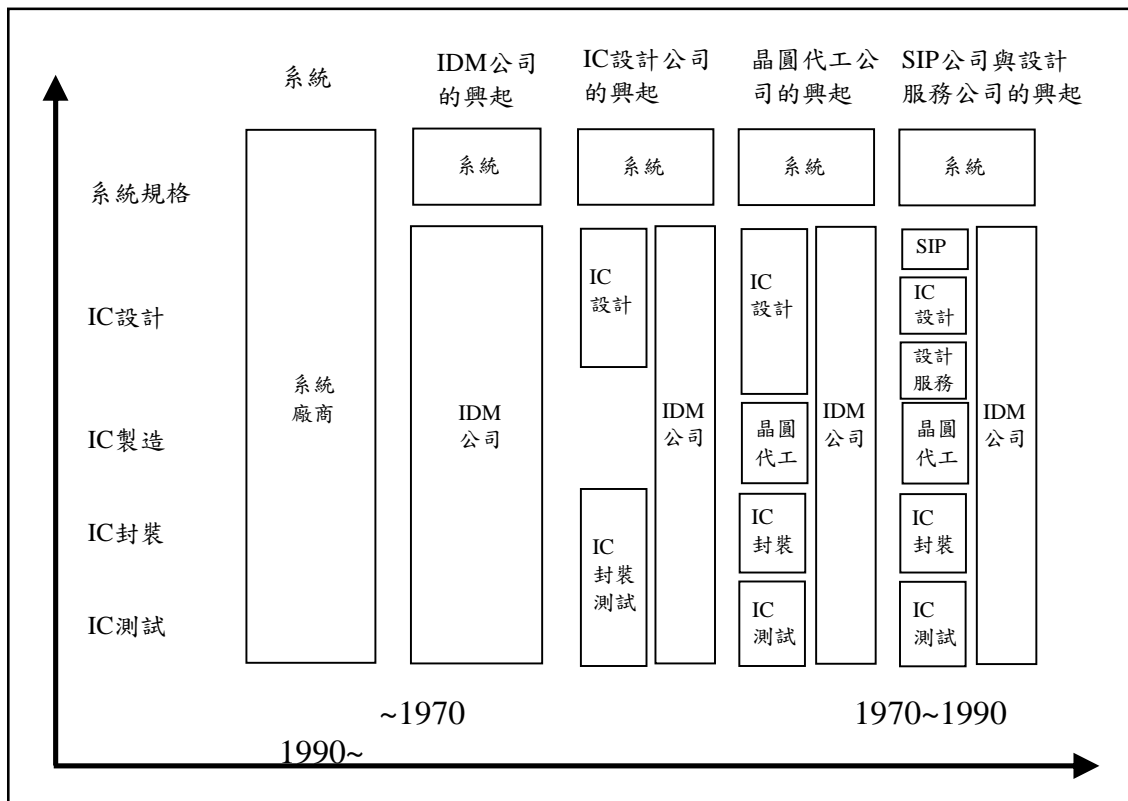 系統
IDM公司
的興起
IC設計公司
的興起
晶圓代工公
司的興起
SIP公司與設計
服務公司的興起
系統規格
IC設計
IC製造
IC封裝
IC測試
系統
廠商
系統
IDM
公司
系統
IC
設計
IC
封裝
測試
IDM
公司
系統
IC
設計
晶圓
代工
IC
封裝
IC
測試
IDM
公司
系統
SIP
IC
設計
設計
服務
晶圓
代工
IC
封裝
IC
測試
IDM
公司
~1970
1970~1990
1990~